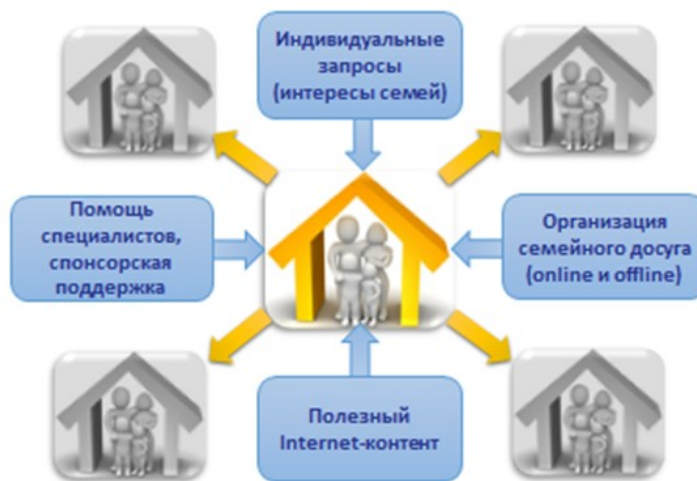 Индивидуальные
запросы
(интересы семей)
Помощь
специалистов,
спонсорская
поддержка
Организация
семейного досуга
(online и offline)
Полезный
Internet-контент